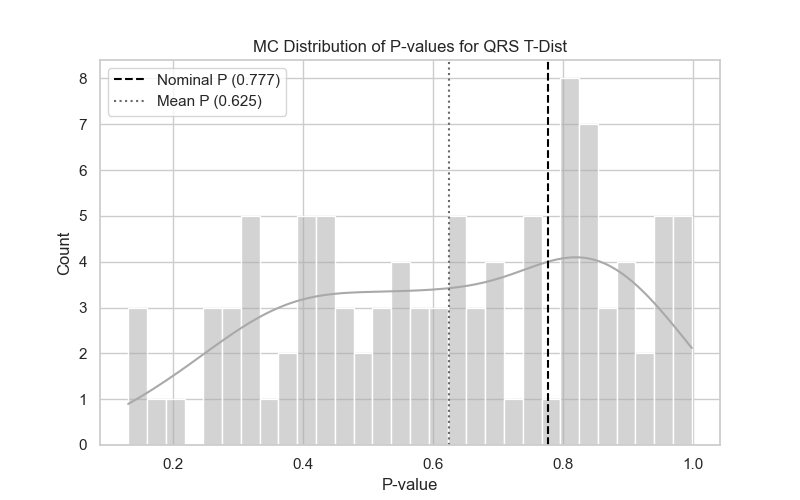 MC Distribution of P-values for QRS T-Dist
Nominal P (0.777)
Mean P (0.625)
8
7
6
5
4
3
2
1
0
Count
0.2 0.4 0.6 0.8 1.0
P-value